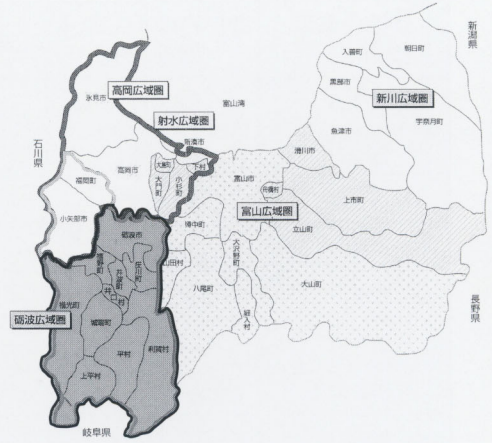 新潟県
朝日町
入善町
高岡広域圏
黒部市
新川広域圏
氷見市
富山湾
射水広域圏
宇奈月町
魚津市
新湊市
石川県
滑川市
高岡市
大島町
下村
福岡町
大門町
小杉町
富山市
舟橋村
上市町
小矢部市
富山広域圏
砺波市
婦中町
立山町
大沢野町
福野町
庄川町
山田村
井波町
大山町
八尾町
長野県
井
口
村
細入村
福光町
砺波広域圏
城端町
利賀村
平村
上平村
岐阜県